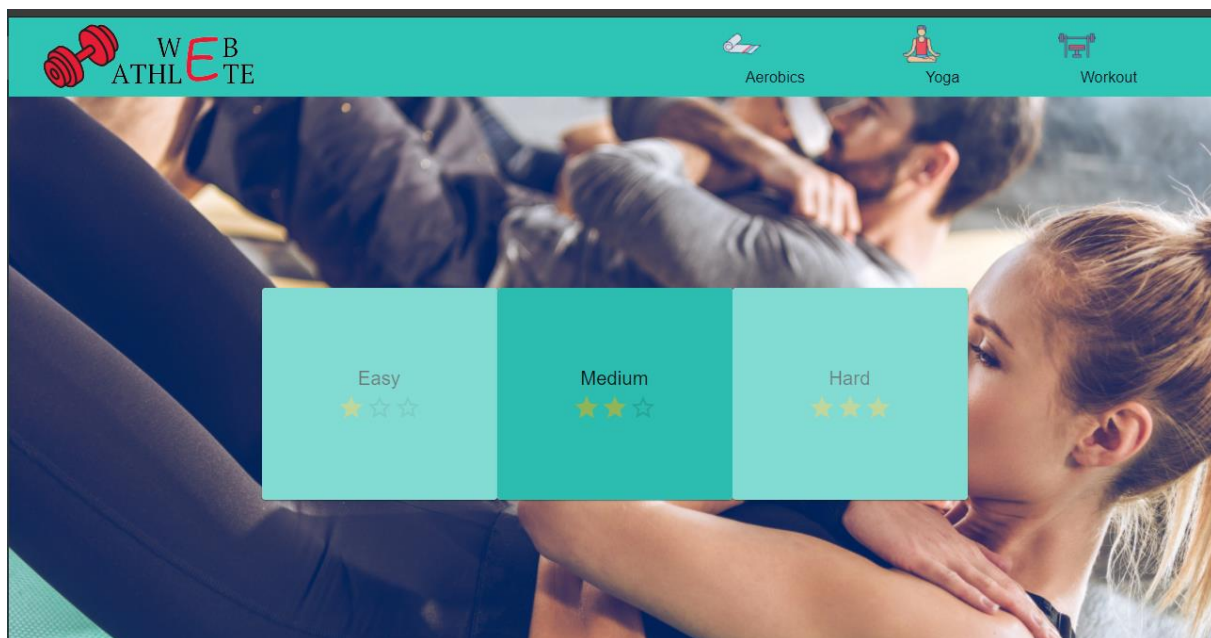 WEB
ATHLETE
Aerobics
Yoga
Workout
Easy
Medium
Hard